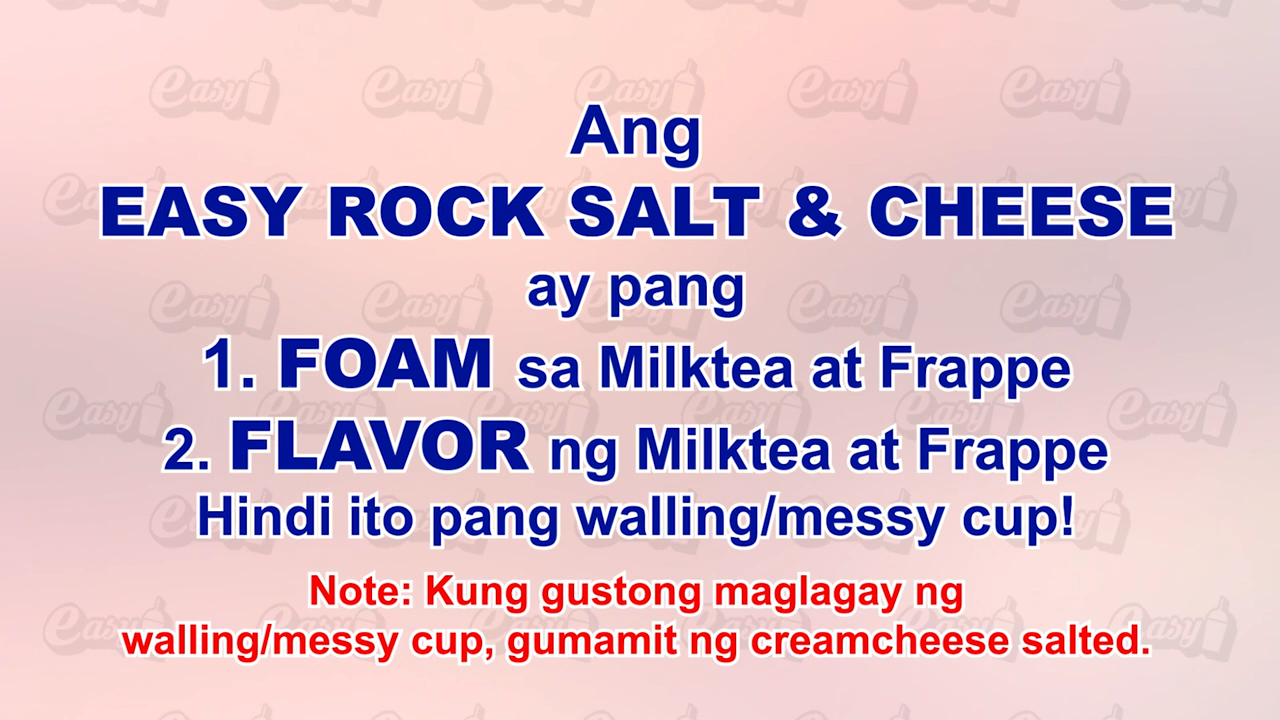 Ang
EASY ROCK SALT & CHEESE
ay pang
1. FOAM sa Milktea at Frappe
2. FLAVOR ng Milktea at Frappe
Hindi ito pang walling/messy cup!
Note: Kung gustong maglagay ng
walling/messy cup, gumamit ng creamcheese salted.